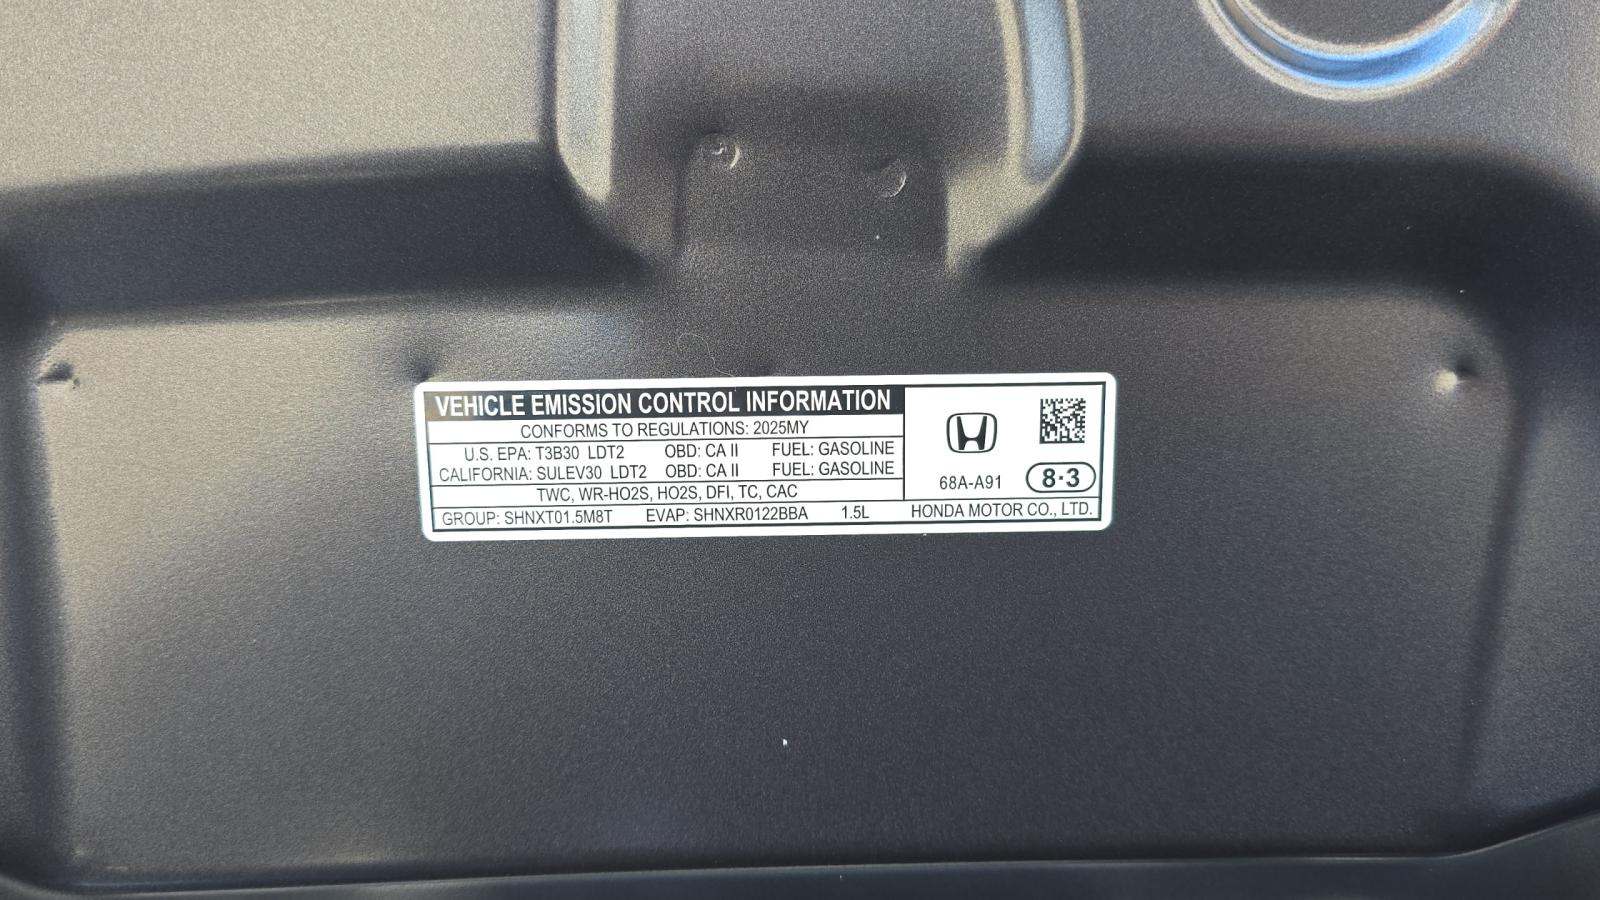 VEHICLE EMISSION CONTROL INFORMATION
CONFORMS TO REGULATIONS: 2025MY
U.S. EPA: T3B30 LDT2 OBD: CA II FUEL: GASOLINE
CALIFORNIA: SULEV30 LDT2 OBD: CA II FUEL: GASOLINE
TWC, WR-HO2S, HO2S, DFI, TC, CAC
GROUP: SHNXT01.5M8T EVAP: SHNXR0122BBA 1.5L
68A-A91 8·3
HONDA MOTOR CO., LTD.